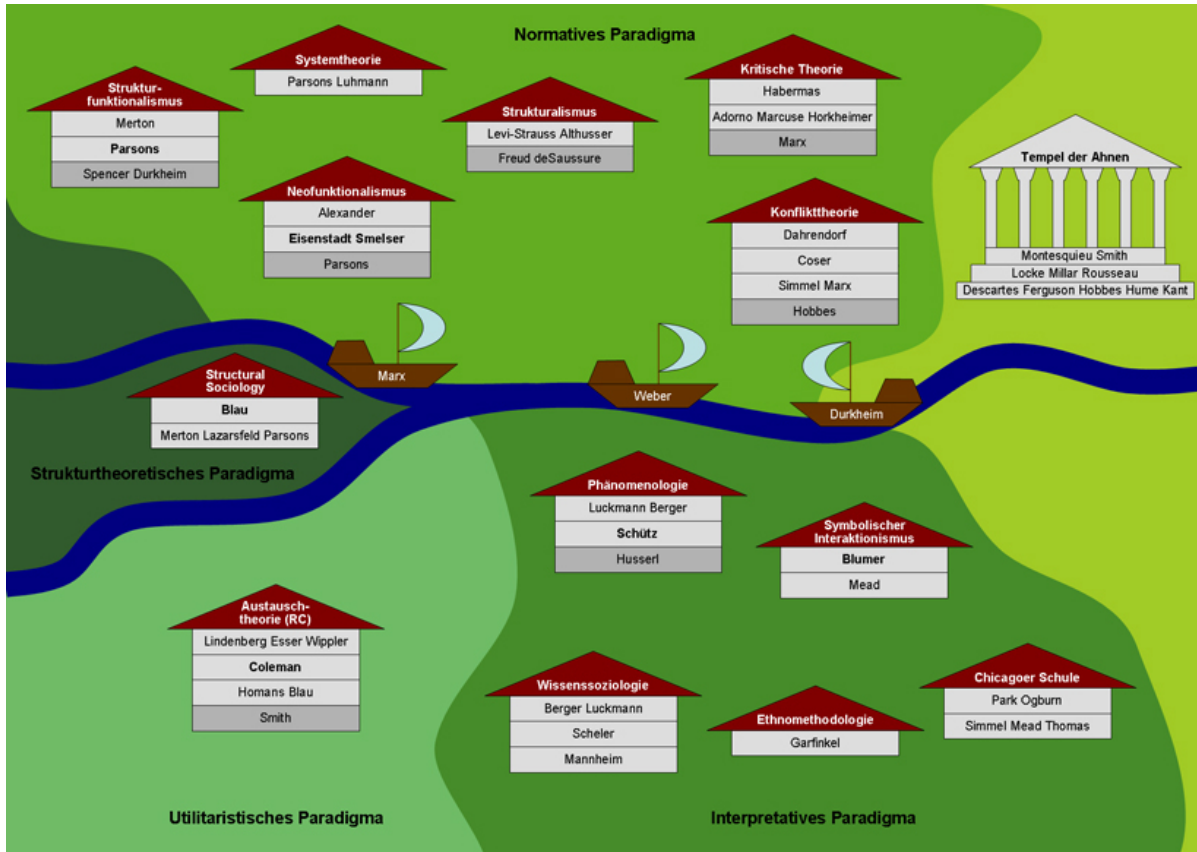 Normatives Paradigma
Systemtheorie
Parsons Luhmann
Struktur-
funktionalismus
Merton
Parsons
Spencer Durkheim
Strukturalismus
Levi-Strauss Althusser
Freud deSaussure
Kritische Theorie
Habermas
Adorno Marcuse Horkheimer
Marx
Tempel der Ahnen
Montesquieu Smith
Locke Millar Rousseau
Descartes Ferguson Hobbes Hume Kant
Neofunktionalismus
Alexander
Eisenstadt Smelser
Parsons
Konflikttheorie
Dahrendorf
Coser
Simmel Marx
Hobbes
Marx
Weber
Durkheim
Structural
Sociology
Blau
Merton Lazarsfeld Parsons
Strukturtheoretisches Paradigma
Phänomenologie
Luckmann Berger
Schütz
Husserl
Symbolischer
Interaktionismus
Blumer
Mead
Austausch-
theorie (RC)
Lindenberg Esser Wippler
Coleman
Homans Blau
Smith
Wissenssoziologie
Berger Luckmann
Scheler
Mannheim
Ethnomethodologie
Garfinkel
Chicagoer Schule
Park Ogburn
Simmel Mead Thomas
Utilitaristisches Paradigma
Interpretatives Paradigma